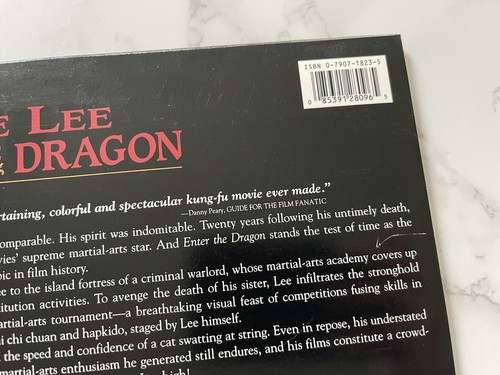 ISBN 0-7907-1823-5
0 85391 28096 5
LEE
DRAGON
taining, colorful and spectacular kung-fu movie ever made."
—Danny Peary, GUIDE FOR THE FILM FANATIC
comparable. His spirit was indomitable. Twenty years following his untimely death,
vies' supreme martial-arts star. And Enter the Dragon stands the test of time as the
pic in film history.
ee to the island fortress of a criminal warlord, whose martial-arts academy covers up
stitution activities. To avenge the death of his sister, Lee infiltrates the stronghold
artial-arts tournament—a breathtaking visual feast of competitions fusing skills in
ai chi chuan and hapkido, staged by Lee himself.
the speed and confidence of a cat swatting at string. Even in repose, his understated
martial-arts enthusiasm he generated still endures, and his films constitute a crowd-